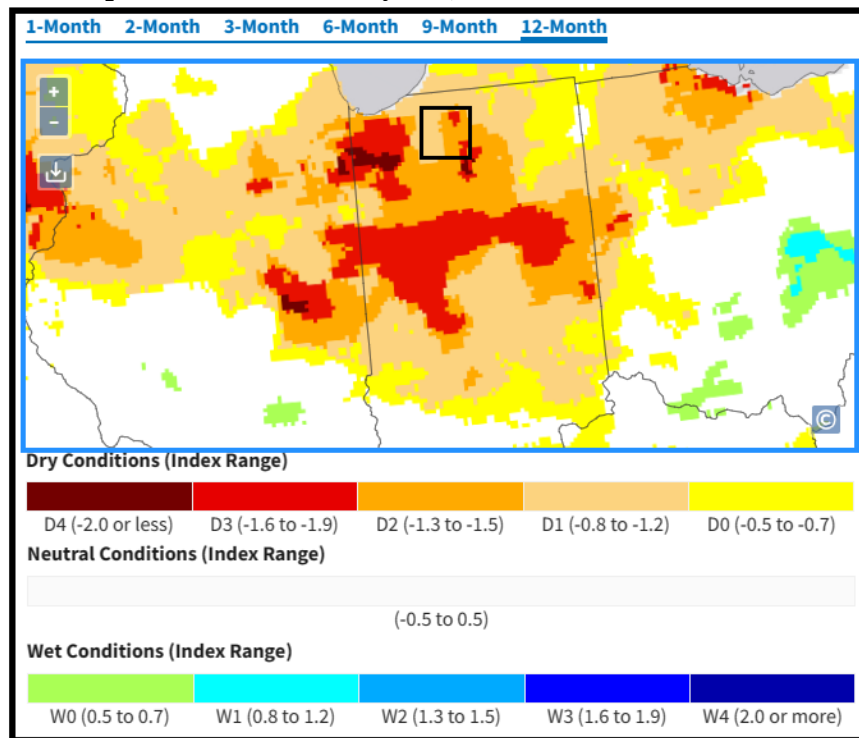 1-Month 2-Month 3-Month 6-Month 9-Month 12-Month
+
−
©
Dry Conditions (Index Range)
D4 (-2.0 or less) D3 (-1.6 to -1.9) D2 (-1.3 to -1.5) D1 (-0.8 to -1.2) D0 (-0.5 to -0.7)
Neutral Conditions (Index Range)
(-0.5 to 0.5)
Wet Conditions (Index Range)
W0 (0.5 to 0.7) W1 (0.8 to 1.2) W2 (1.3 to 1.5) W3 (1.6 to 1.9) W4 (2.0 or more)